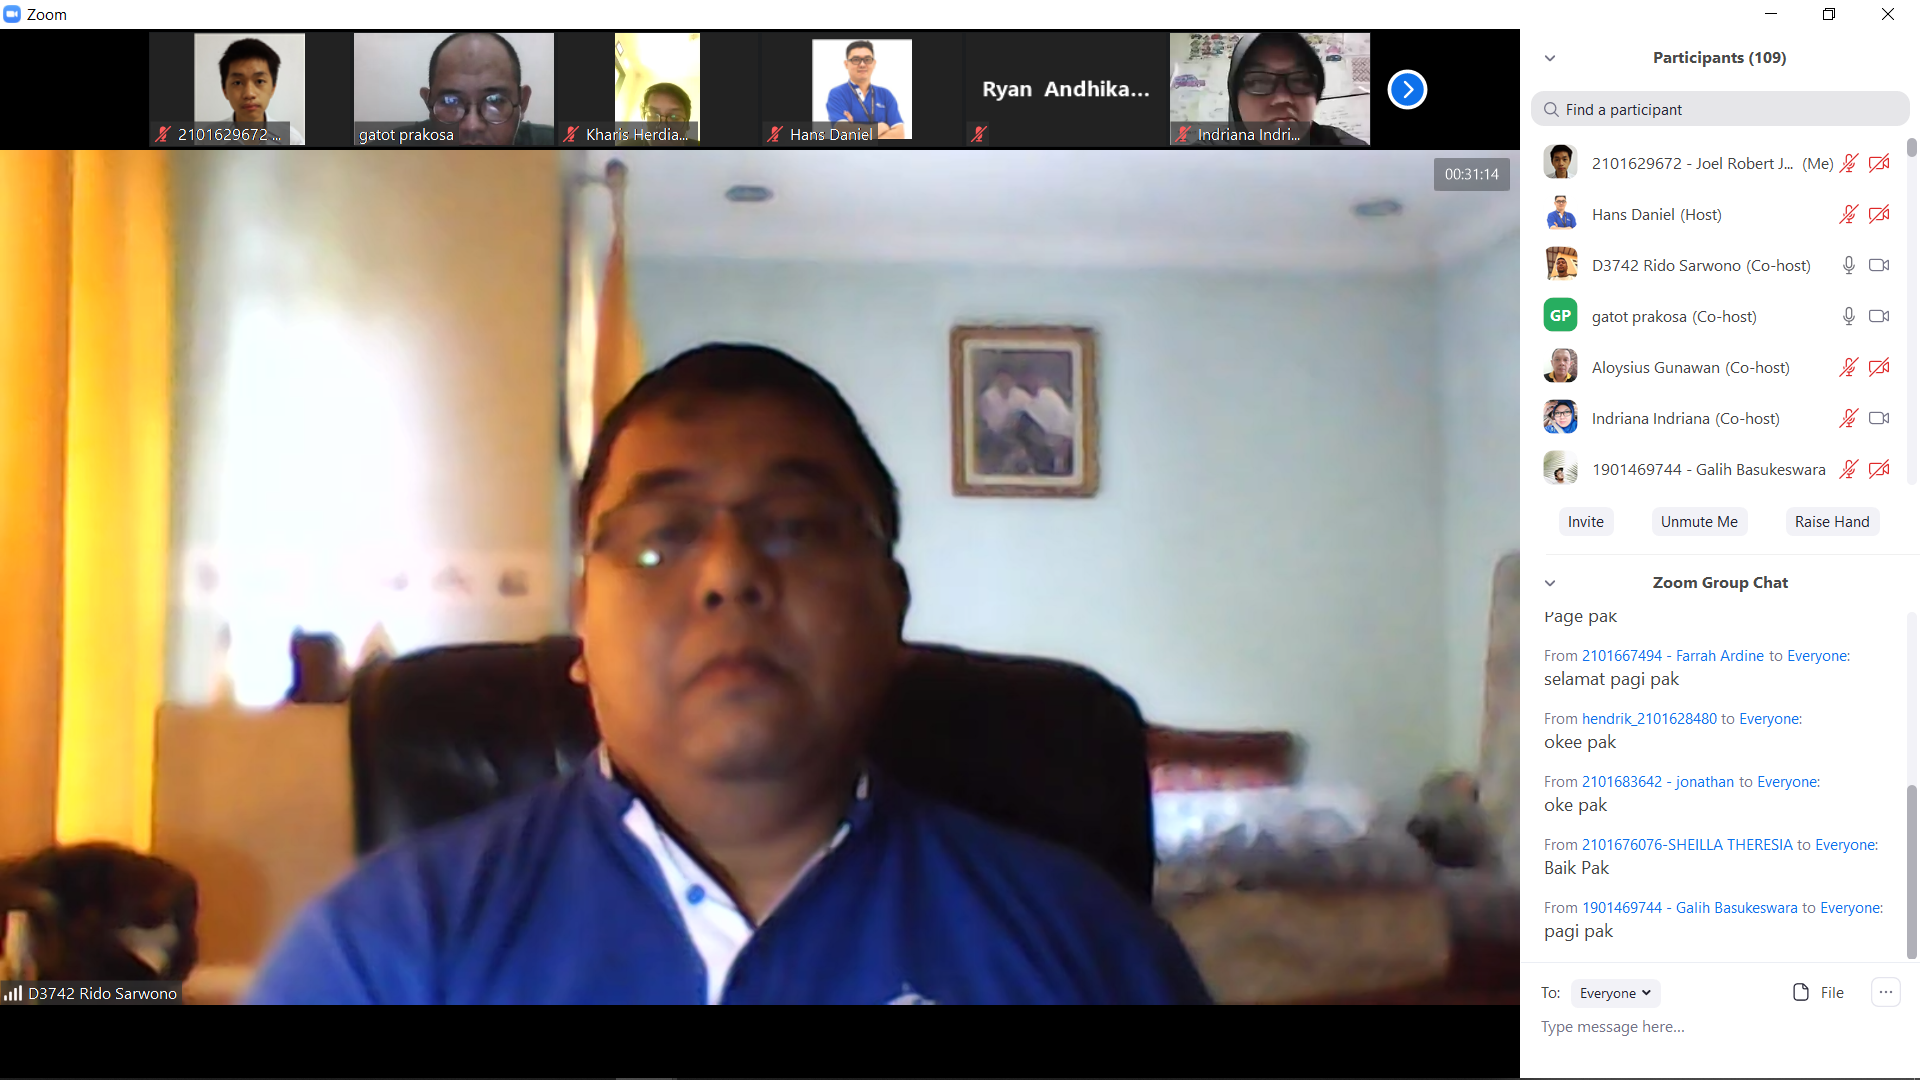 Zoom
2101629672 ...
gatot prakosa
Kharis Herdia...
Hans Daniel
Ryan Andhika...
Indriana Indri...
00:31:14
D3742 Rido Sarwono
Participants (109)
Find a participant
2101629672 - Joel Robert J... (Me)
Hans Daniel (Host)
D3742 Rido Sarwono (Co-host)
GP gatot prakosa (Co-host)
Aloysius Gunawan (Co-host)
Indriana Indriana (Co-host)
1901469744 - Galih Basukeswara
Invite Unmute Me Raise Hand
Zoom Group Chat
Page pak
From 2101667494 - Farrah Ardine to Everyone:
selamat pagi pak
From hendrik_2101628480 to Everyone:
okee pak
From 2101683642 - jonathan to Everyone:
oke pak
From 2101676076-SHEILLA THERESIA to Everyone:
Baik Pak
From 1901469744 - Galih Basukeswara to Everyone:
pagi pak
To: Everyone File ...
Type message here...